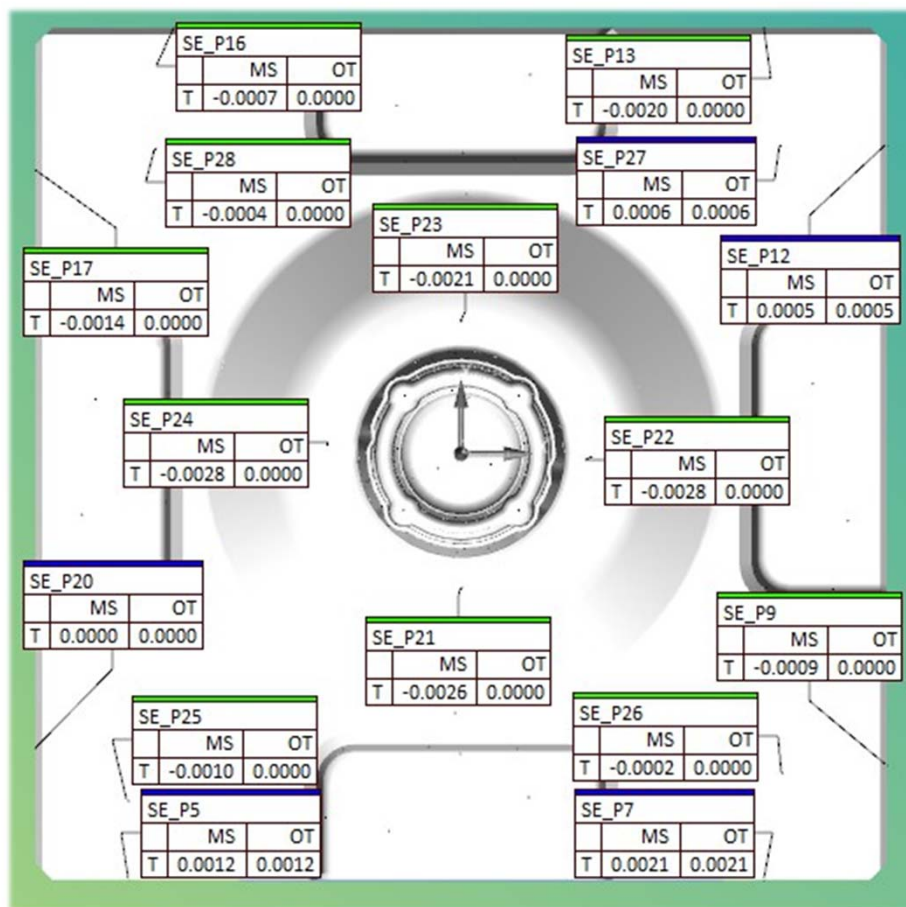 SE_P16
MS OT
T -0.0007 0.0000
SE_P13
MS OT
T -0.0020 0.0000
SE_P28
MS OT
T -0.0004 0.0000
SE_P27
MS OT
T 0.0006 0.0006
SE_P23
MS OT
T -0.0021 0.0000
SE_P17
MS OT
T -0.0014 0.0000
SE_P12
MS OT
T 0.0005 0.0005
SE_P24
MS OT
T -0.0028 0.0000
SE_P22
MS OT
T -0.0028 0.0000
SE_P20
MS OT
T 0.0000 0.0000
SE_P9
MS OT
T -0.0009 0.0000
SE_P21
MS OT
T -0.0026 0.0000
SE_P25
MS OT
T -0.0010 0.0000
SE_P26
MS OT
T -0.0002 0.0000
SE_P5
MS OT
T 0.0012 0.0012
SE_P7
MS OT
T 0.0021 0.0021